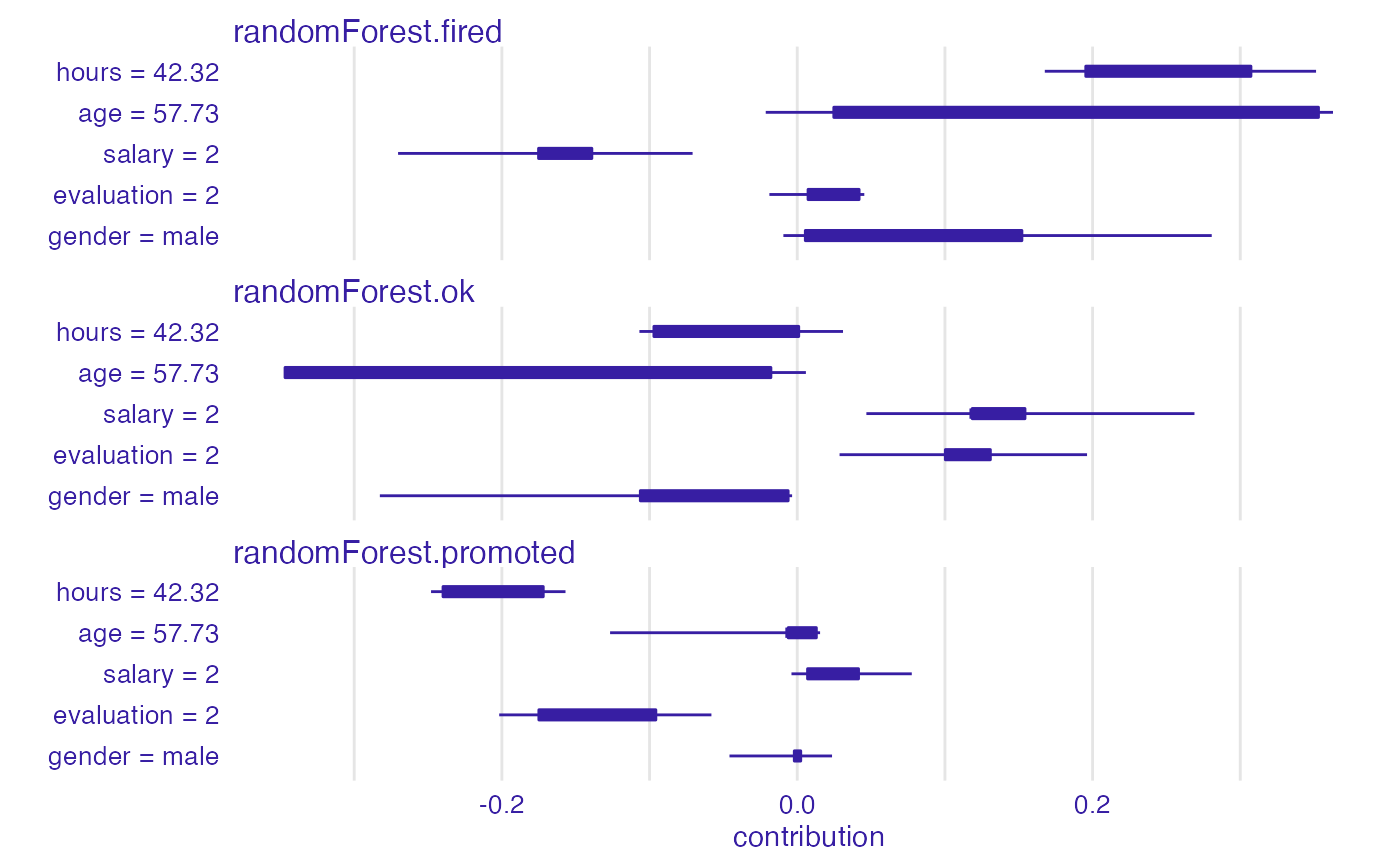 randomForest.fired
hours = 42.32
age = 57.73
salary = 2
evaluation = 2
gender = male
randomForest.ok
hours = 42.32
age = 57.73
salary = 2
evaluation = 2
gender = male
randomForest.promoted
hours = 42.32
age = 57.73
salary = 2
evaluation = 2
gender = male
-0.2 0.0 0.2
contribution